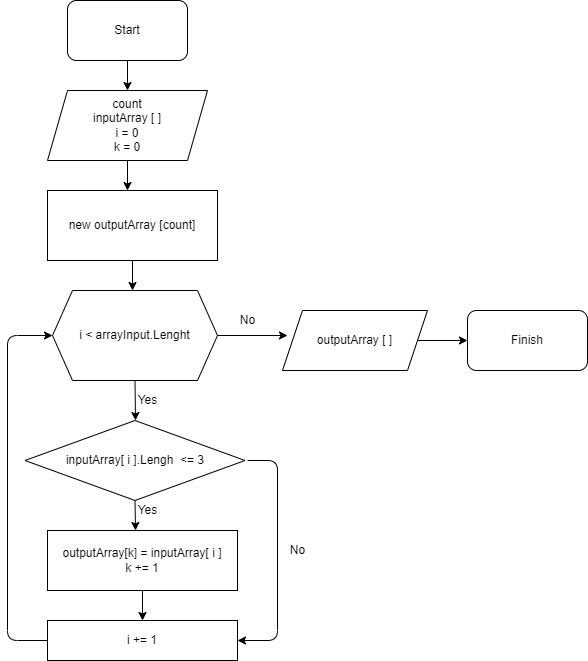 Start
count
inputArray [ ]
i = 0
k = 0
new outputArray [count]
i < arrayInput.Lenght
No
outputArray [ ]
Finish
Yes
inputArray[ i ].Lengh <= 3
Yes
No
outputArray[k] = inputArray[ i ]
k += 1
i += 1